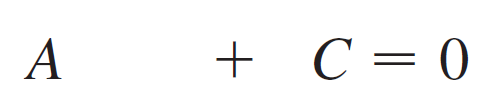 A + C = 0